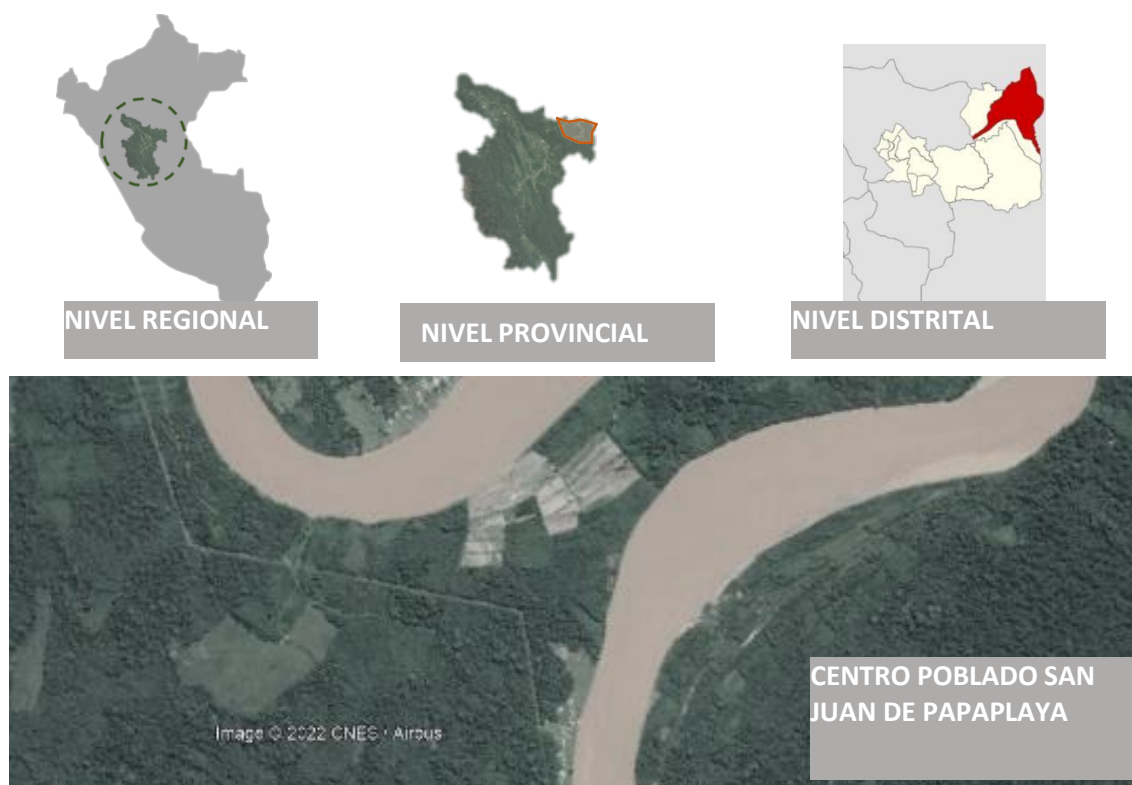 NIVEL REGIONAL
NIVEL PROVINCIAL
NIVEL DISTRITAL
CENTRO POBLADO SAN
JUAN DE PAPAPLAYA
Image © 2022 CNES / Airbus